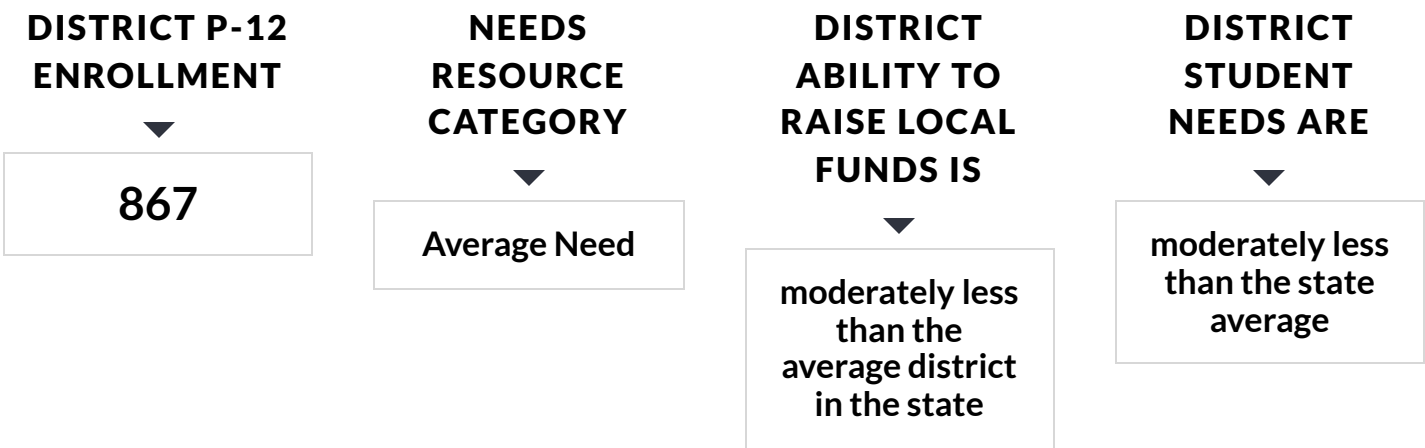 DISTRICT P-12
ENROLLMENT
867
NEEDS
RESOURCE
CATEGORY
Average Need
DISTRICT
ABILITY TO
RAISE LOCAL
FUNDS IS
moderately less
than the
average district
in the state
DISTRICT
STUDENT
NEEDS ARE
moderately less
than the state
average